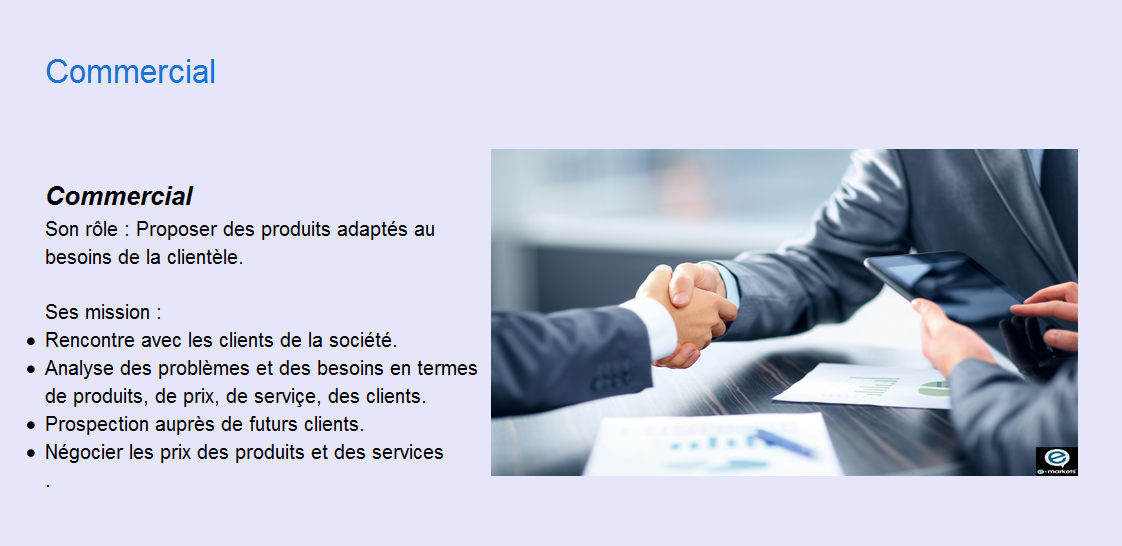 Commercial
Commercial
Son rôle : Proposer des produits adaptés au
besoins de la clientèle.
Ses mission :
• Rencontre avec les clients de la société.
• Analyse des problèmes et des besoins en termes
de produits, de prix, de serviçe, des clients.
• Prospection auprès de futurs clients.
• Négocier les prix des produits et des services
.
e-markets